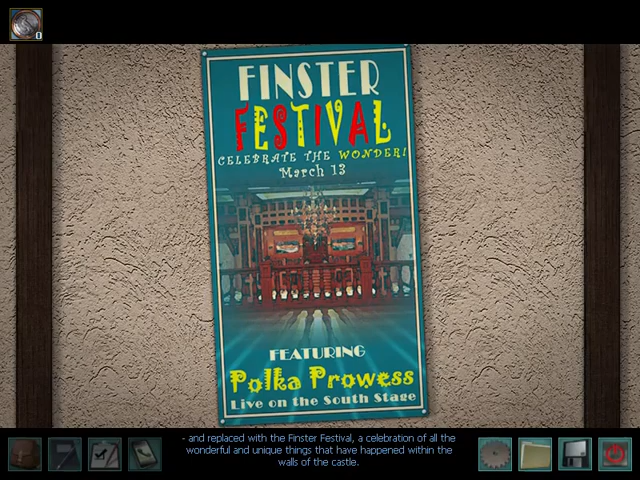 0
FINSTER
FESTIVAL
CELEBRATE THE WONDER!
March 13
FEATURING
Polka Prowess
Live on the South Stage
- and replaced with the Finster Festival, a celebration of all the
wonderful and unique things that have happened within the
walls of the castle.